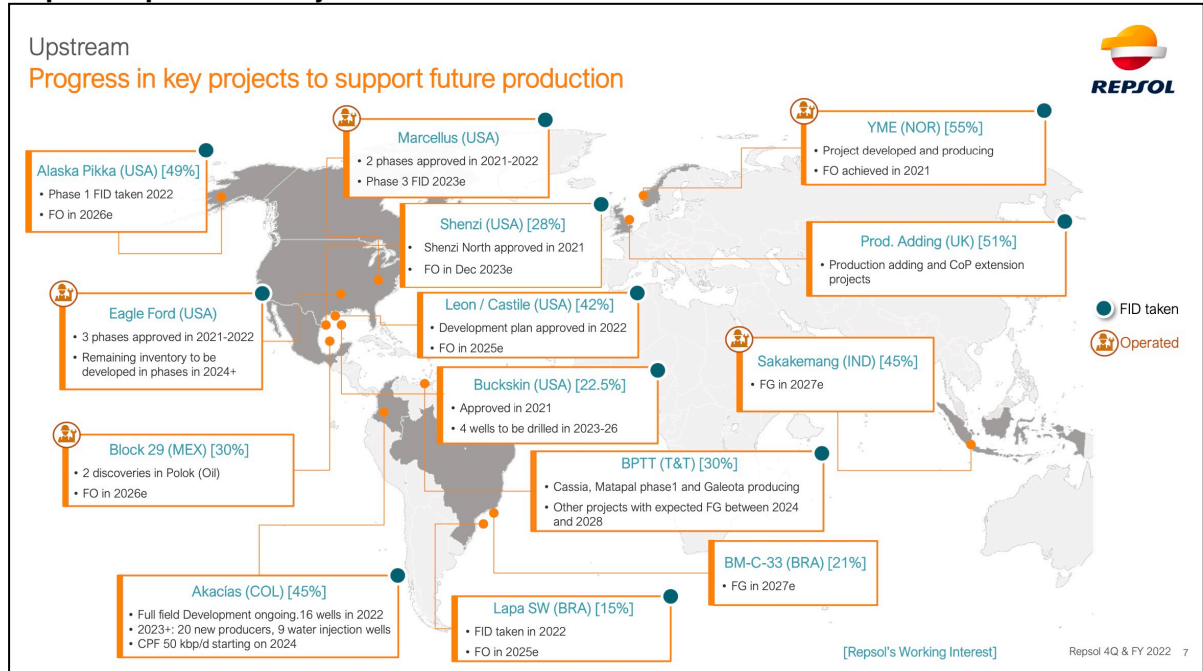 Upstream
Progress in key projects to support future production
REPSOL
Alaska Pikka (USA) [49%]
• Phase 1 FID taken 2022
• FO in 2026e
Marcellus (USA)
• 2 phases approved in 2021-2022
• Phase 3 FID 2023e
YME (NOR) [55%]
• Project developed and producing
• FO achieved in 2021
Shenzi (USA) [28%]
• Shenzi North approved in 2021
• FO in Dec 2023e
Prod. Adding (UK) [51%]
• Production adding and CoP extension
projects
Eagle Ford (USA)
• 3 phases approved in 2021-2022
• Remaining inventory to be
developed in phases in 2024+
Leon / Castile (USA) [42%]
• Development plan approved in 2022
• FO in 2025e
FID taken
Operated
Sakakemang (IND) [45%]
• FG in 2027e
Buckskin (USA) [22.5%]
• Approved in 2021
• 4 wells to be drilled in 2023-26
Block 29 (MEX) [30%]
• 2 discoveries in Polok (Oil)
• FO in 2026e
BPTT (T&T) [30%]
• Cassia, Matapal phase1 and Galeota producing
• Other projects with expected FG between 2024
and 2028
BM-C-33 (BRA) [21%]
• FG in 2027e
Akacías (COL) [45%]
• Full field Development ongoing.16 wells in 2022
• 2023+: 20 new producers, 9 water injection wells
• CPF 50 kbp/d starting on 2024
Lapa SW (BRA) [15%]
• FID taken in 2022
• FO in 2025e
[Repsol's Working Interest]
Repsol 4Q & FY 2022 7